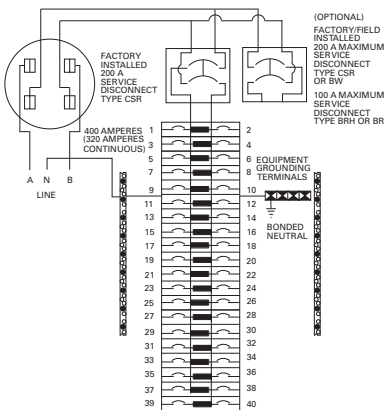 (OPTIONAL)
FACTORY/FIELD
INSTALLED
200 A MAXIMUM
SERVICE
DISCONNECT
TYPE CSR
OR BW
100 A MAXIMUM
SERVICE
DISCONNECT
TYPE BRH OR BR
FACTORY
INSTALLED
200 A
SERVICE
DISCONNECT
TYPE CSR
400 AMPERES
(320 AMPERES
CONTINUOUS)
A N B
LINE
EQUIPMENT
GROUNDING
TERMINALS
BONDED
NEUTRAL
1 2
3 4
5 6
7 8
9 10
11 12
13 14
15 16
17 18
19 20
21 22
23 24
25 26
27 28
29 30
31 32
33 34
35 36
37 38
39 40